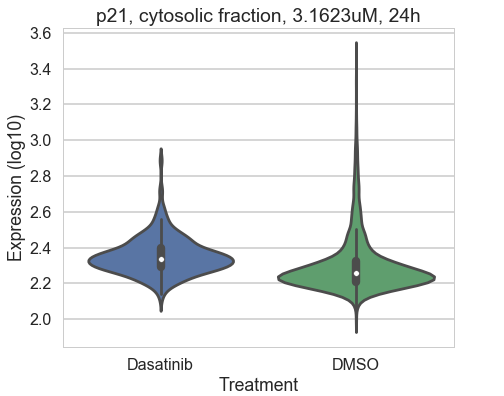 p21, cytosolic fraction, 3.1623uM, 24h
3.6
3.4
3.2
3.0
2.8
2.6
2.4
2.2
2.0
Expression (log10)
Dasatinib
DMSO
Treatment